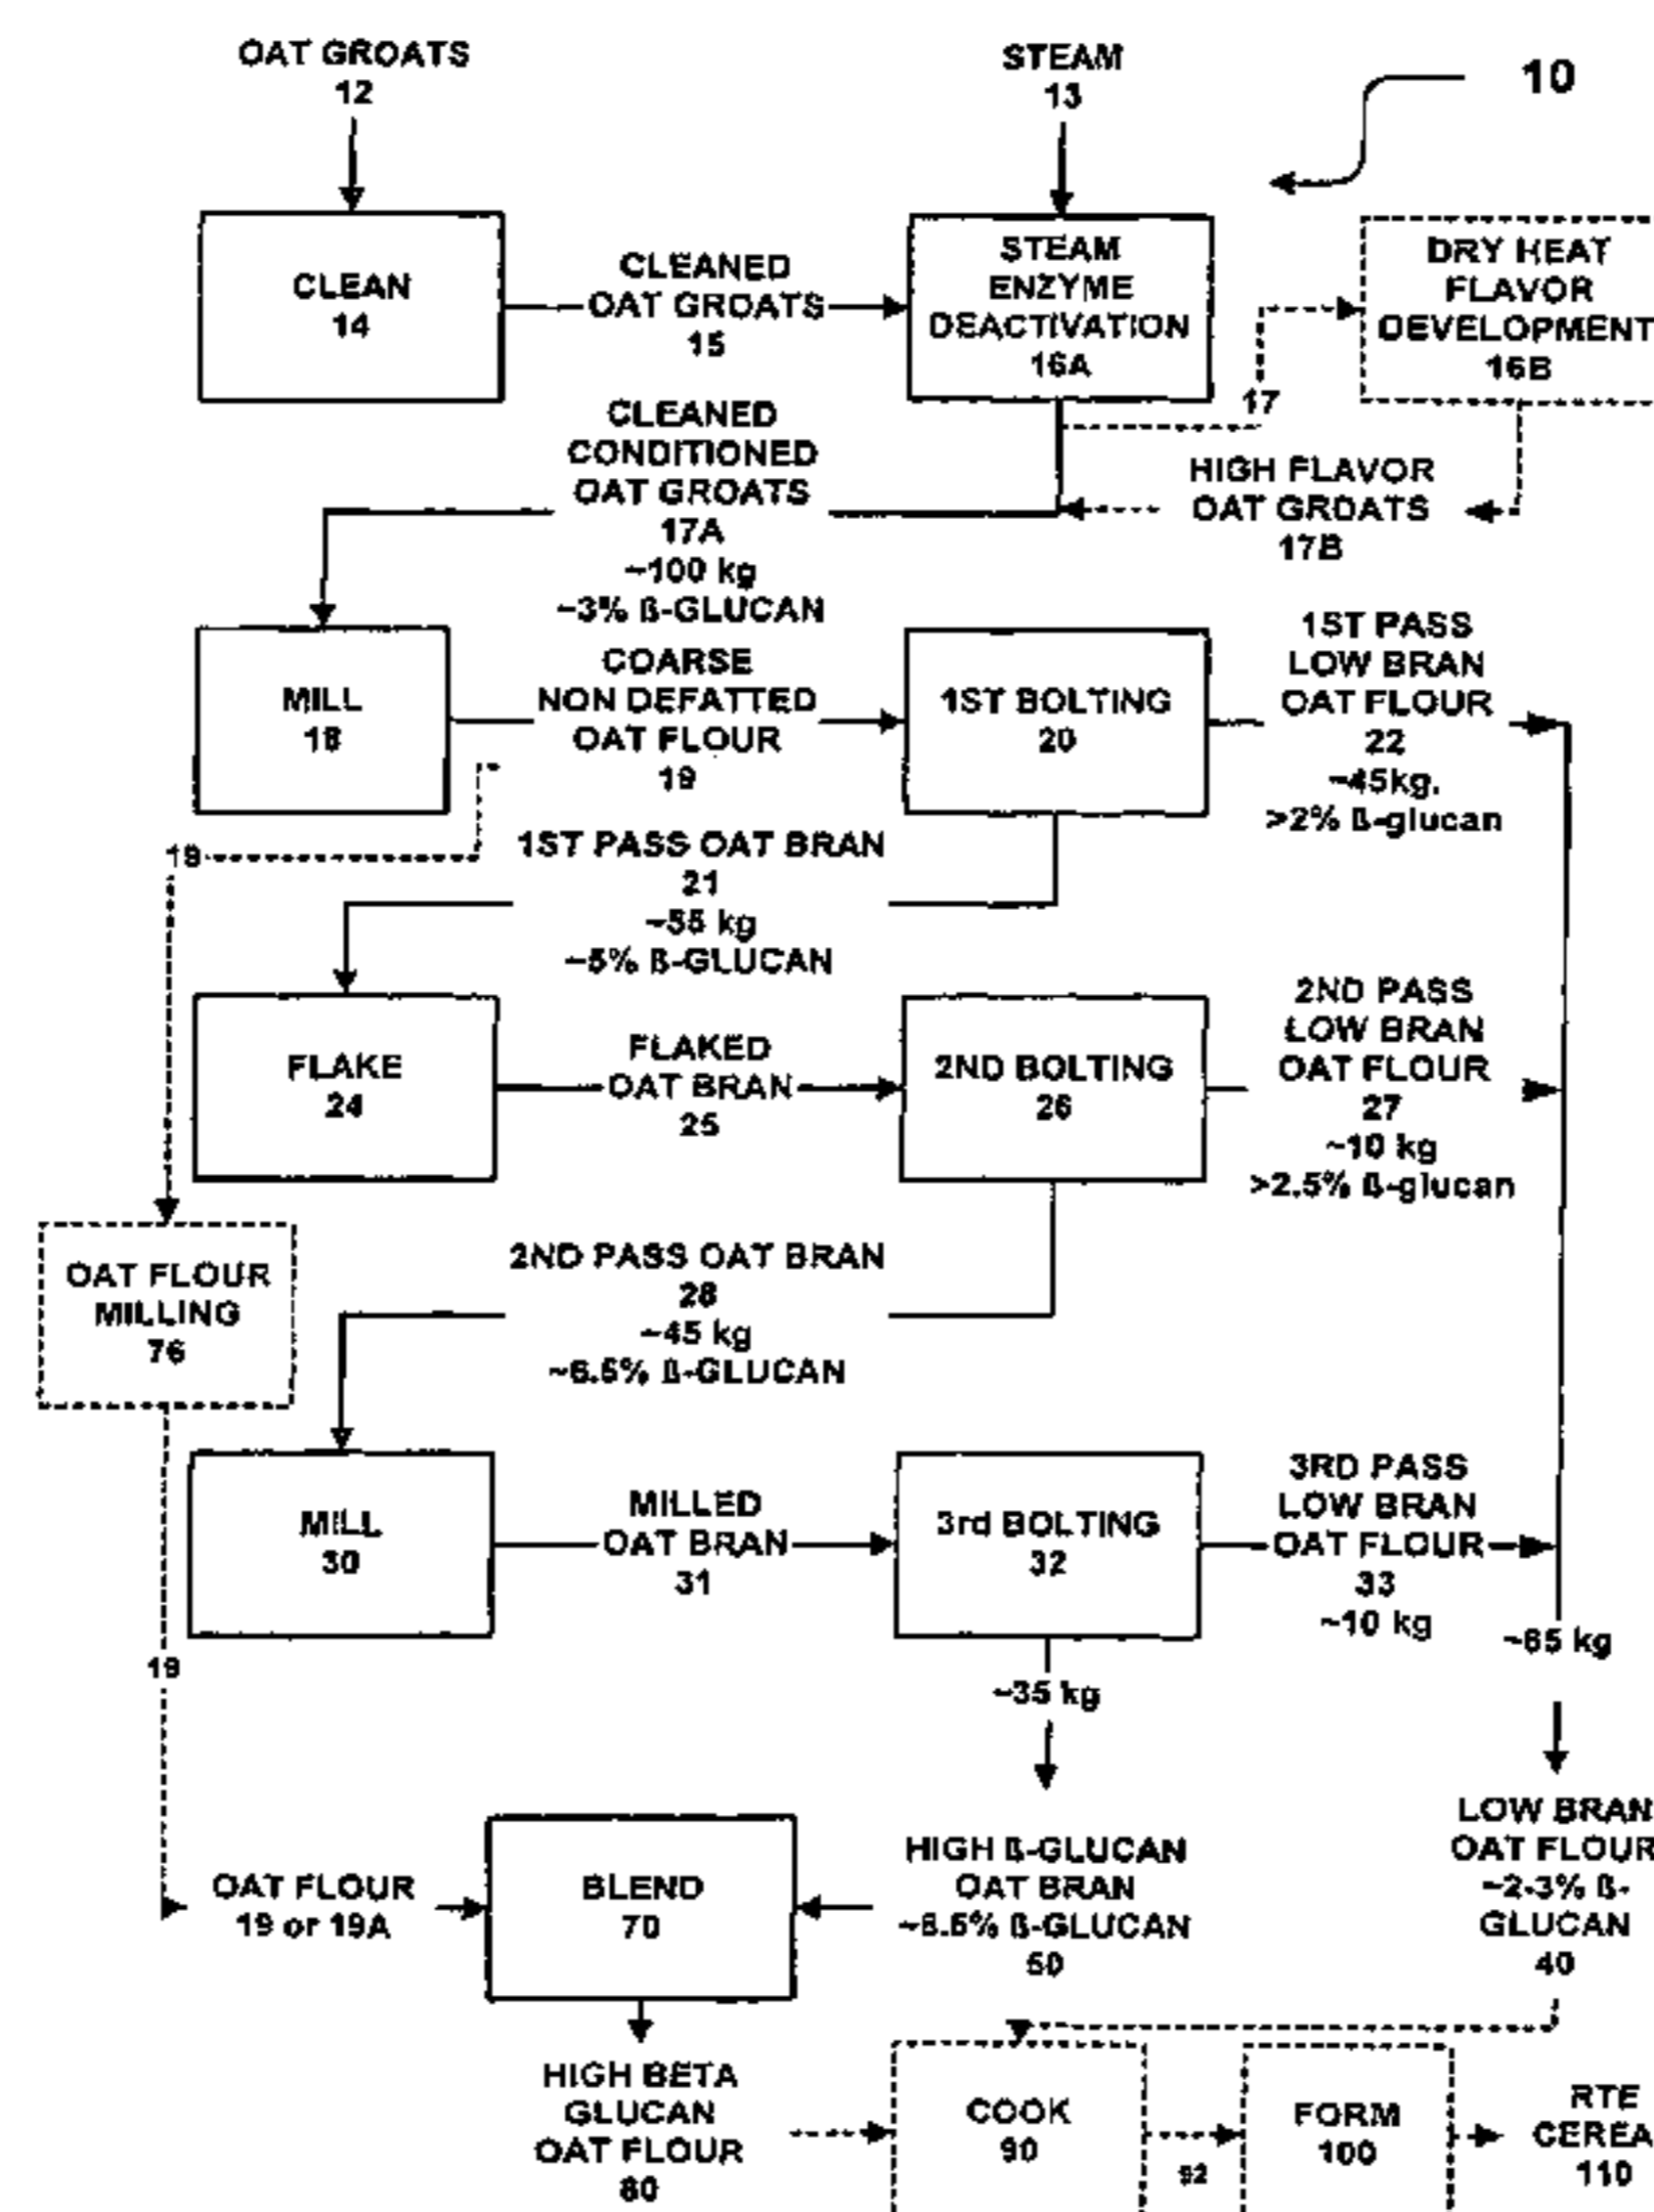 OAT GROATS
12
STEAM
13
10
CLEAN
14
CLEANED
OAT GROATS
15
STEAM
ENZYME
DEACTIVATION
16A
DRY HEAT
FLAVOR
DEVELOPMENT
16B
17
CLEANED
CONDITIONED
OAT GROATS
17A
~100 kg
~3% ß-GLUCAN
HIGH FLAVOR
OAT GROATS
17B
MILL
18
COARSE
NON DEFATTED
OAT FLOUR
19
1ST BOLTING
20
1ST PASS
LOW BRAN
OAT FLOUR
22
~45kg.
>2% ß-glucan
19
1ST PASS OAT BRAN
21
~55 kg
~5% ß-GLUCAN
FLAKE
24
FLAKED
OAT BRAN
25
2ND BOLTING
26
2ND PASS
LOW BRAN
OAT FLOUR
27
~10 kg
>2.5% ß-glucan
OAT FLOUR
MILLING
76
2ND PASS OAT BRAN
28
~45 kg
~6.5% ß-GLUCAN
MILL
30
MILLED
OAT BRAN
31
3rd BOLTING
32
3RD PASS
LOW BRAN
OAT FLOUR
33
~10 kg
~65 kg
19
~35 kg
OAT FLOUR
19 or 19A
BLEND
70
HIGH ß-GLUCAN
OAT BRAN
ß-GLUCAN
50
LOW BRAN
OAT FLOUR
~2-3% ß-
GLUCAN
40
HIGH BETA
GLUCAN
OAT FLOUR
80
COOK
90
92
FORM
100
RTE
CEREA
110